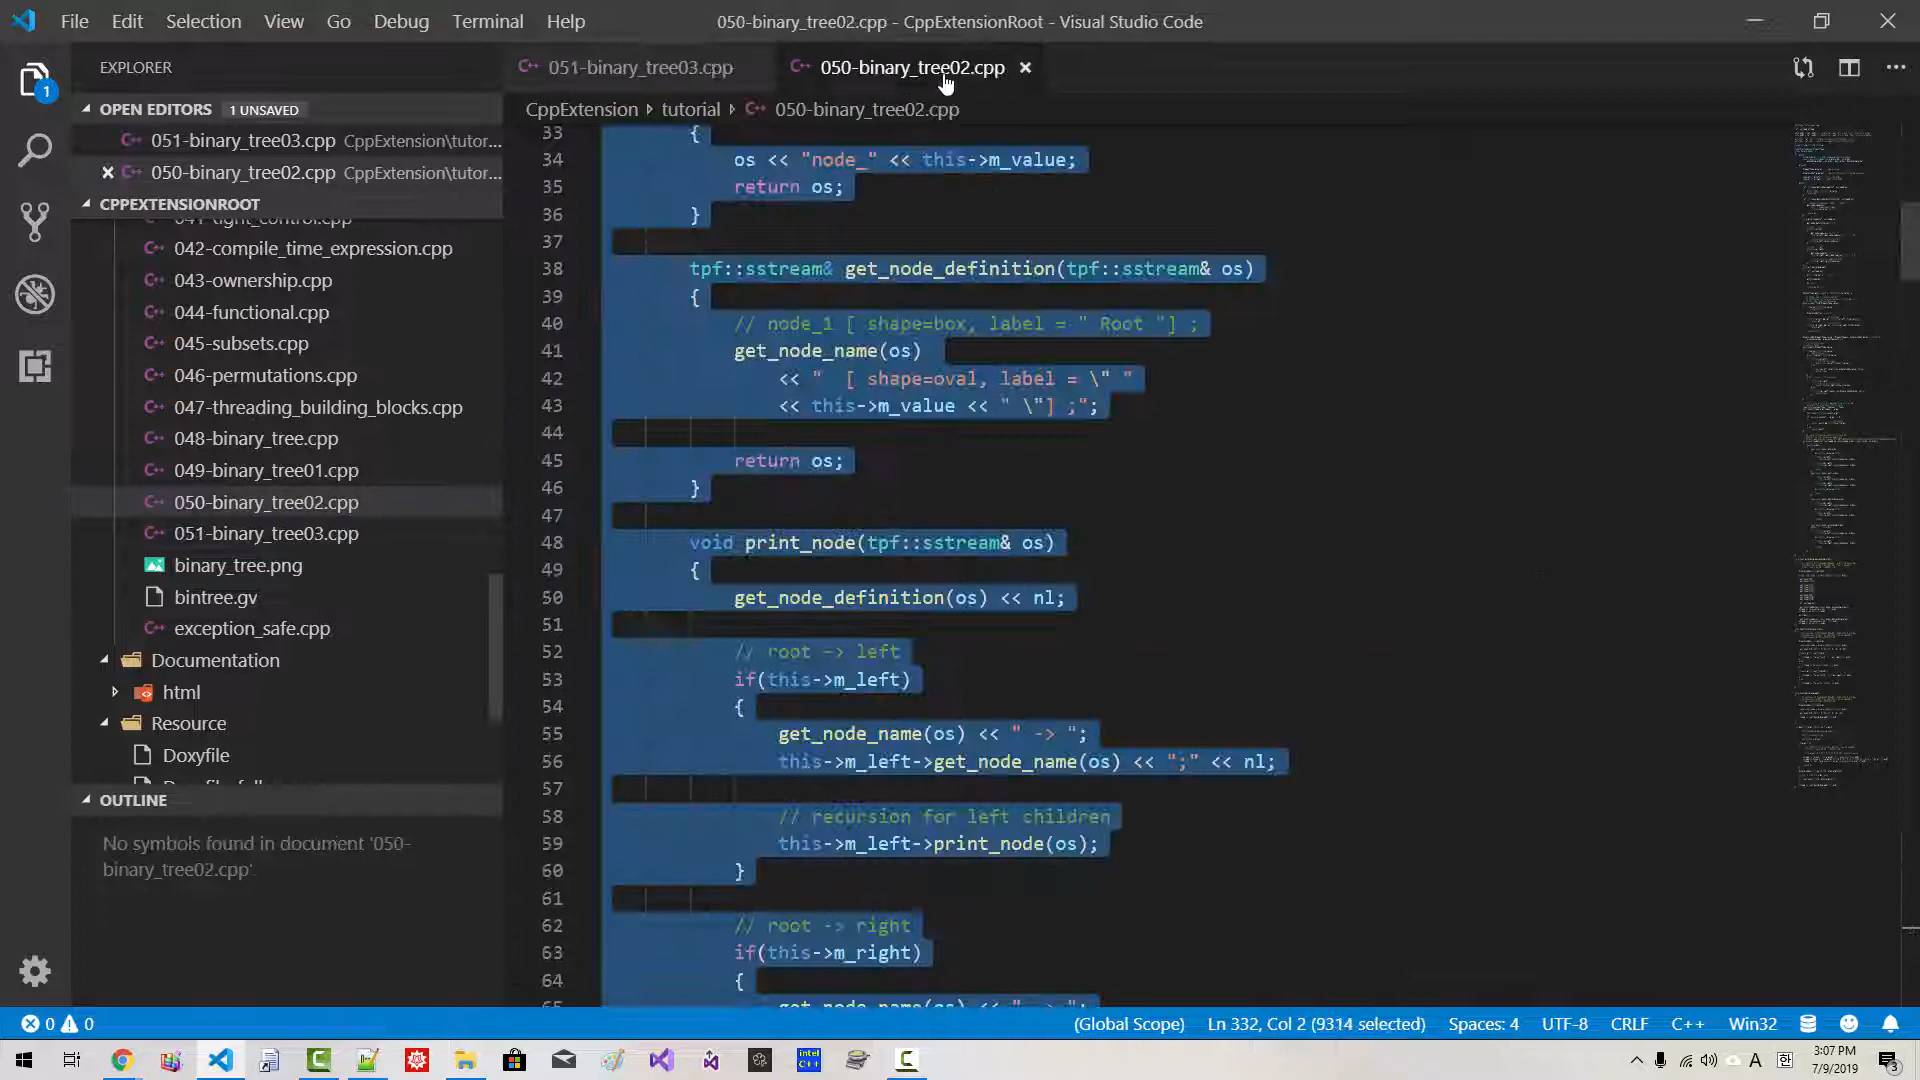 File Edit Selection View Go Debug Terminal Help
050-binary_tree02.cpp - CppExtensionRoot - Visual Studio Code
EXPLORER
1
OPEN EDITORS 1 UNSAVED
051-binary_tree03.cpp CppExtension\tutor...
050-binary_tree02.cpp CppExtension\tutor...
CPPEXTENSIONROOT
042-compile_time_expression.cpp
043-ownership.cpp
044-functional.cpp
045-subsets.cpp
046-permutations.cpp
047-threading_building_blocks.cpp
048-binary_tree.cpp
049-binary_tree01.cpp
050-binary_tree02.cpp
051-binary_tree03.cpp
binary_tree.png
bintree.gv
exception_safe.cpp
Documentation
html
Resource
Doxyfile
OUTLINE
No symbols found in document '050-
binary_tree02.cpp'.
051-binary_tree03.cpp
050-binary_tree02.cpp
CppExtension tutorial 050-binary_tree02.cpp
33 {
34 os << "node_" << this->m_value;
35 return os;
36 }
37
38 tpf::sstream& get_node_definition(tpf::sstream& os)
39 {
40 // node_1 [ shape=box, label = " Root "] ;
41 get_node_name(os)
42 << "  [ shape=oval, label = \" "
43 << this->m_value << " \"] ;";
44
45 return os;
46 }
47
48 void print_node(tpf::sstream& os)
49 {
50 get_node_definition(os) << nl;
51
52 // root -> left
53 if(this->m_left)
54 {
55 get_node_name(os) << " -> ";
56 this->m_left->get_node_name(os) << ";" << nl;
57
58 // recursion for left children
59 this->m_left->print_node(os);
60 }
61
62 // root -> right
63 if(this->m_right)
64 {
65 get_node_name(os) << " -> ";
0 0
(Global Scope) Ln 332, Col 2 (9314 selected) Spaces: 4 UTF-8 CRLF C++ Win32
intel
C++
A 한
3:07 PM
7/9/2019
3